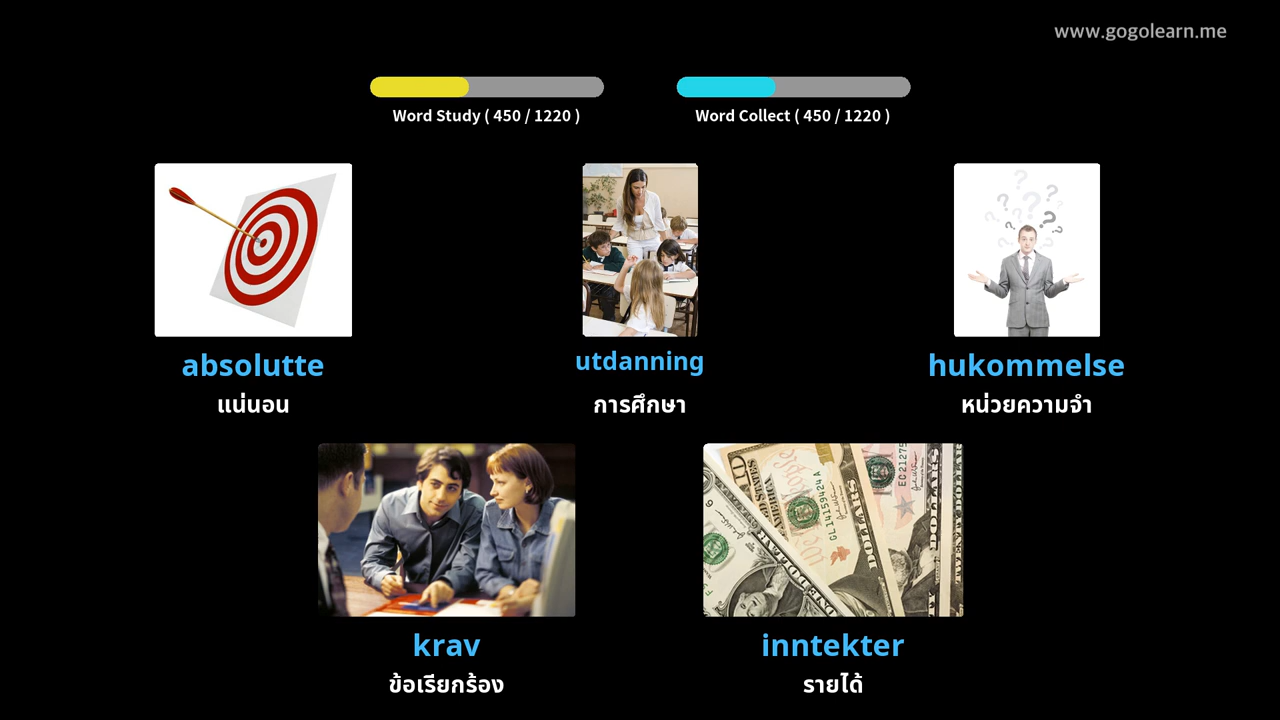 www.gogolearn.me
Word Study ( 450 / 1220 )
Word Collect ( 450 / 1220 )
absolutte
แน่นอน
utdanning
การศึกษา
hukommelse
หน่วยความจำ
krav
ข้อเรียกร้อง
inntekter
รายได้